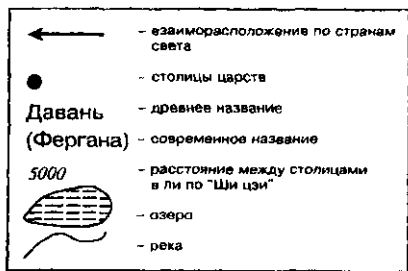 – взаиморасположение по странам
света
– столицы царств
Давань – древнее название
(Фергана) – современное название
5000 – расстояние между столицами
в ли по "Ши цзи"
– озера
– река